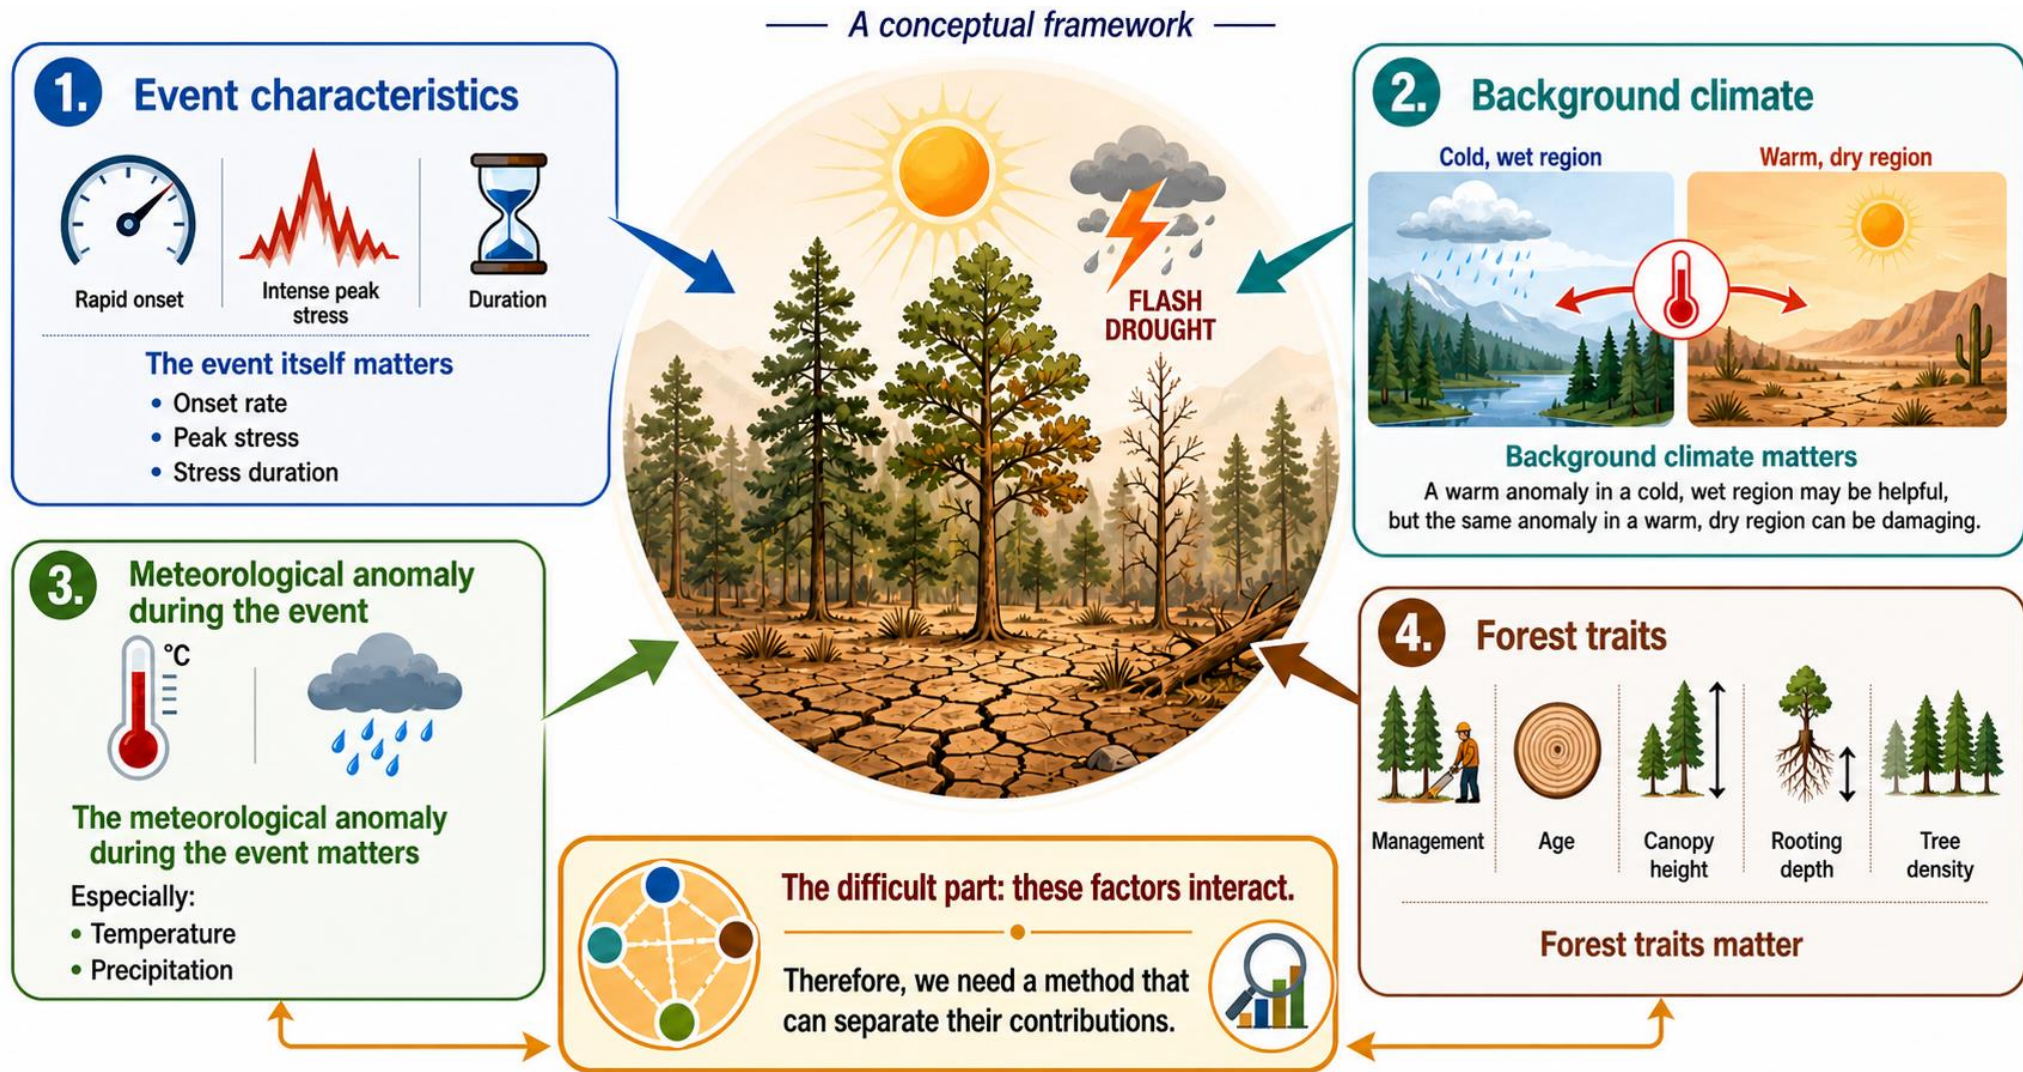 A conceptual framework
1. Event characteristics
Rapid onset
Intense peak
stress
Duration
The event itself matters
• Onset rate
• Peak stress
• Stress duration
FLASH
DROUGHT
2. Background climate
Cold, wet region
Warm, dry region
Background climate matters
A warm anomaly in a cold, wet region may be helpful,
but the same anomaly in a warm, dry region can be damaging.
3. Meteorological anomaly
during the event
°C
The meteorological anomaly
during the event matters
Especially:
• Temperature
• Precipitation
4. Forest traits
Management
Age
Canopy
height
Rooting
depth
Tree
density
Forest traits matter
The difficult part: these factors interact.
Therefore, we need a method that
can separate their contributions.